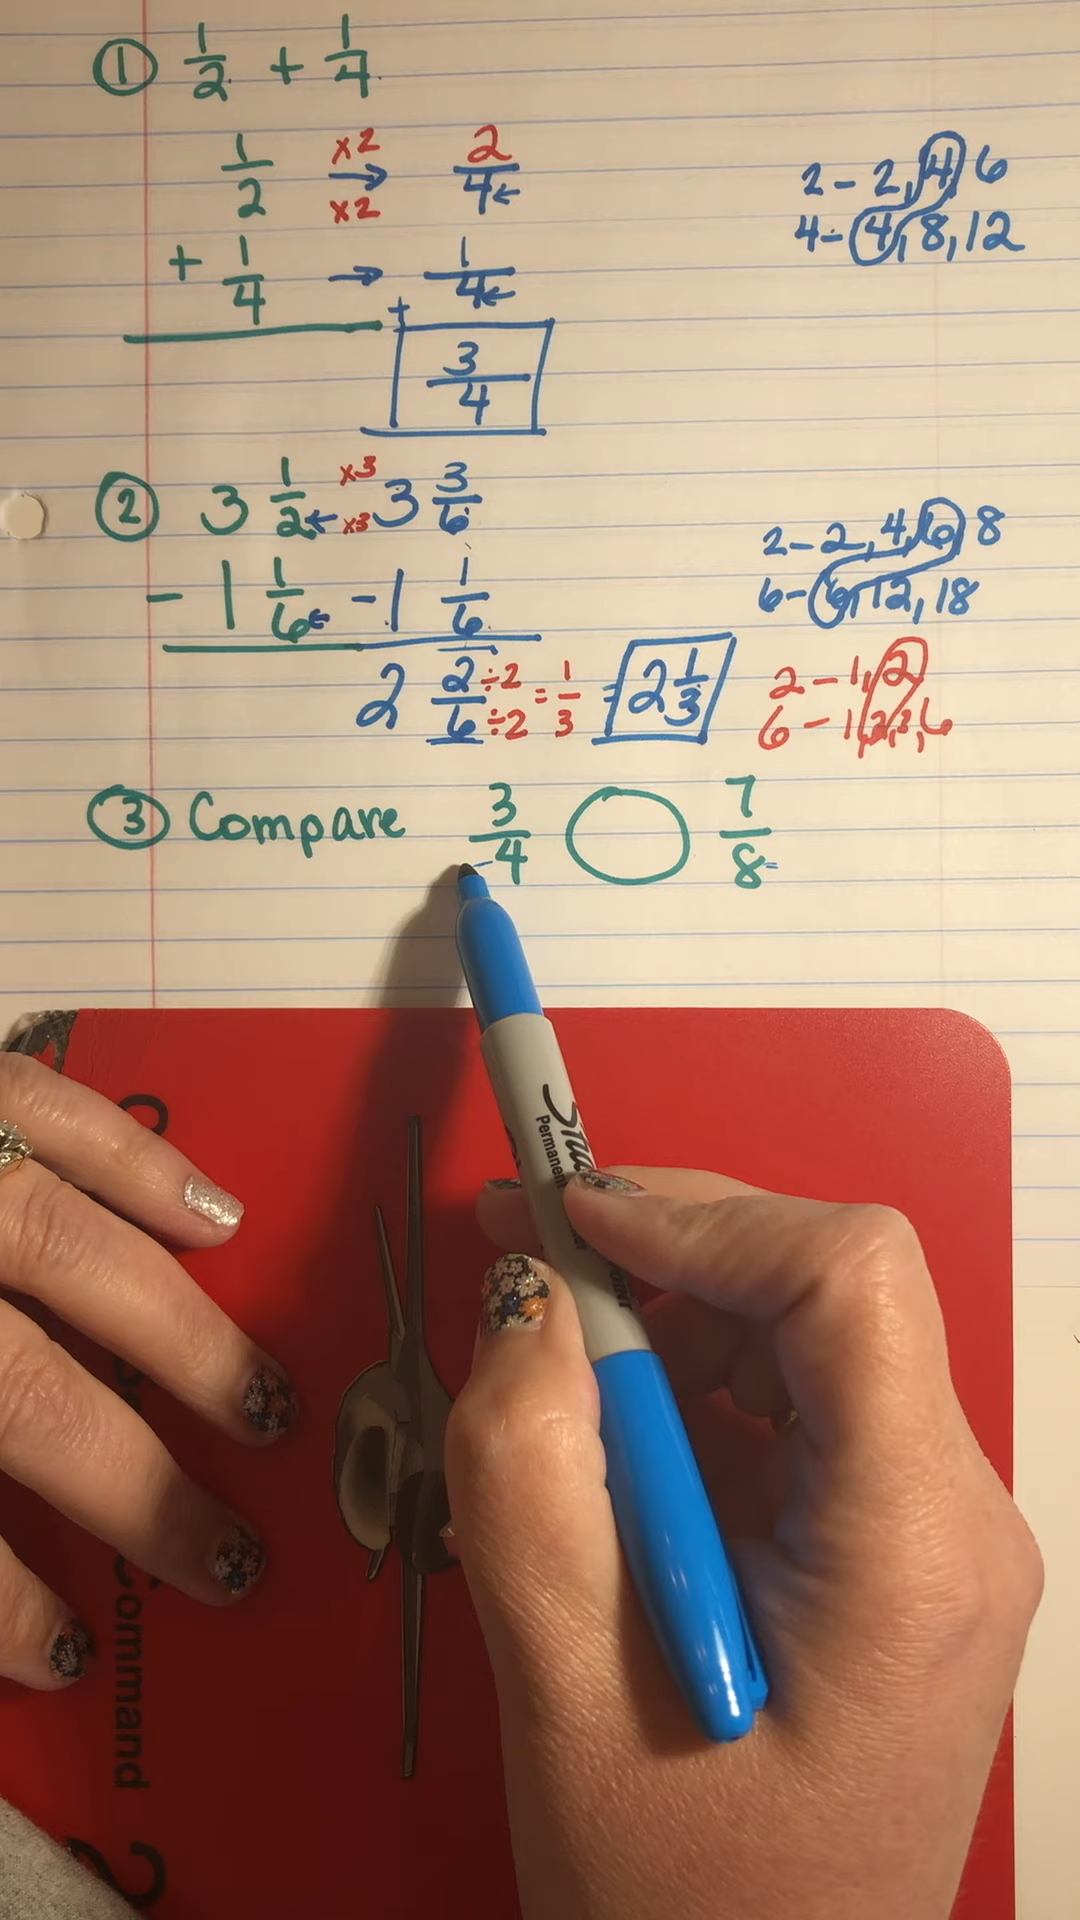 ① 1/2 + 1/4
1/2 ×2 → ×2 2/4 ←
2 - 2, 4, 6
4 - 4, 8, 12
+ 1/4 → + 1/4 ←
3/4
② 3 1/2 ← ×3 ×3 3 3/6
- 1 1/6 ← - 1 1/6
2 - 2, 4, 6, 8
6 - 6, 12, 18
2 2/6 ÷2 ÷2 = 1/3 = 2 1/3
2 - 1, 2
6 - 1, 2, 3, 6
③ Compare 3/4 ◯ 7/8
Permanent
POINT
Command
2